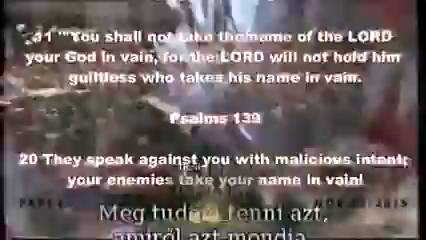 11 "'You shall not take the name of the LORD
your God in vain, for the LORD will not hold him
guiltless who takes his name in vain.
Psalms 139
20 They speak against you with malicious intent;
your enemies take your name in vain!
Meg tudod tenni azt,
amiről azt mondja